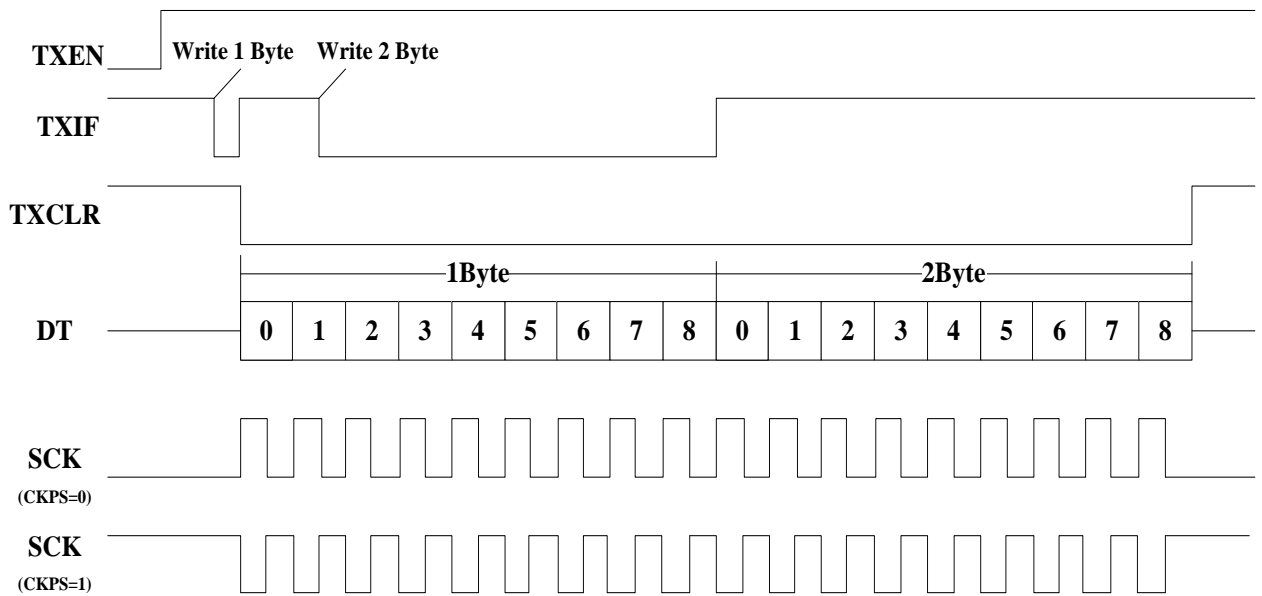 TXEN
Write 1 Byte Write 2 Byte
TXIF
TXCLR
1Byte 2Byte
DT 0 1 2 3 4 5 6 7 8 0 1 2 3 4 5 6 7 8
SCK
(CKPS=0)
SCK
(CKPS=1)